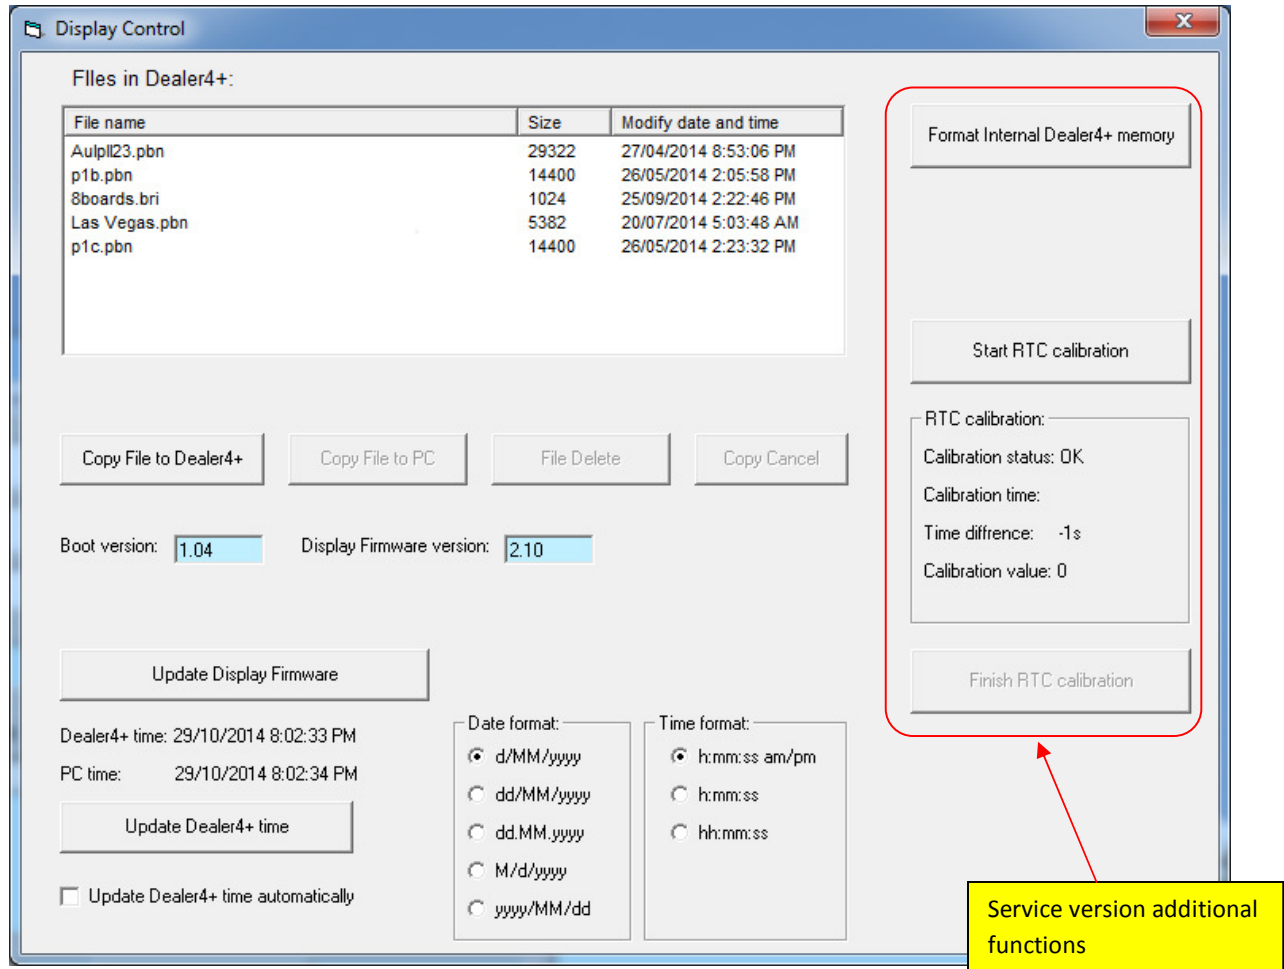 Display Control
FIles in Dealer4+:
File name Size Modify date and time
Aulpll23.pbn 29322 27/04/2014 8:53:06 PM
p1b.pbn 14400 26/05/2014 2:05:58 PM
8boards.bri 1024 25/09/2014 2:22:46 PM
Las Vegas.pbn 5382 20/07/2014 5:03:48 AM
p1c.pbn 14400 26/05/2014 2:23:32 PM
Copy File to Dealer4+ Copy File to PC File Delete Copy Cancel
Boot version: 1.04 Display Firmware version: 2.10
Update Display Firmware
Dealer4+ time: 29/10/2014 8:02:33 PM
PC time: 29/10/2014 8:02:34 PM
Update Dealer4+ time
Update Dealer4+ time automatically
Date format:
d/MM/yyyy
dd/MM/yyyy
dd.MM.yyyy
M/d/yyyy
yyyy/MM/dd
Time format:
h:mm:ss am/pm
h:mm:ss
hh:mm:ss
Format Internal Dealer4+ memory
Start RTC calibration
RTC calibration:
Calibration status: OK
Calibration time:
Time diffrence: -1s
Calibration value: 0
Finish RTC calibration
Service version additional
functions